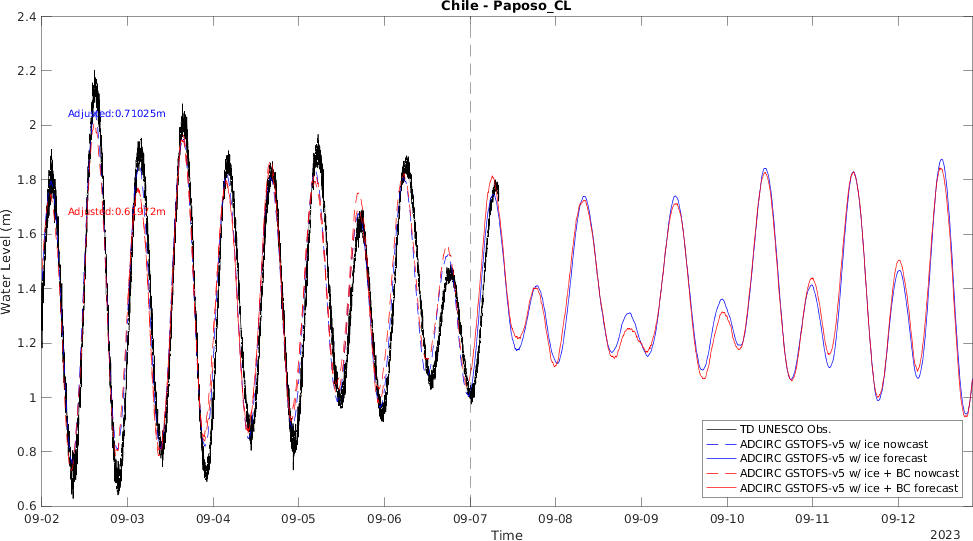 Chile - Paposo_CL
2.4
2.2
2
1.8
1.6
1.4
1.2
1
0.8
0.6
Water Level (m)
Adjusted:0.71025m
TD UNESCO Obs.
ADCIRC GSTOFS-v5 w/ ice nowcast
ADCIRC GSTOFS-v5 w/ ice forecast
ADCIRC GSTOFS-v5 w/ ice + BC nowcast
ADCIRC GSTOFS-v5 w/ ice + BC forecast
09-02
09-03
09-04
09-05
09-06
09-07
09-08
09-09
09-10
09-11
09-12
Time
2023